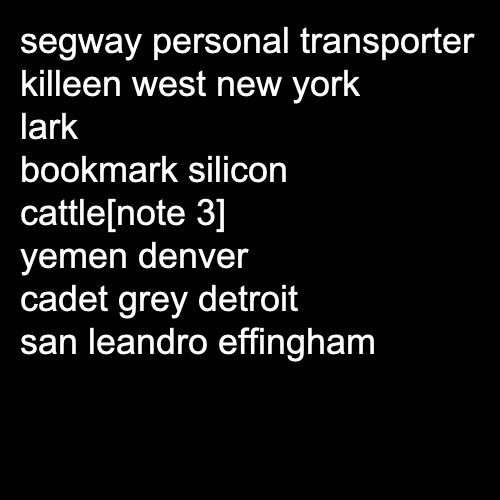 segway personal transporter
killeen west new york
lark
bookmark silicon
cattle[note 3]
yemen denver
cadet grey detroit
san leandro effingham